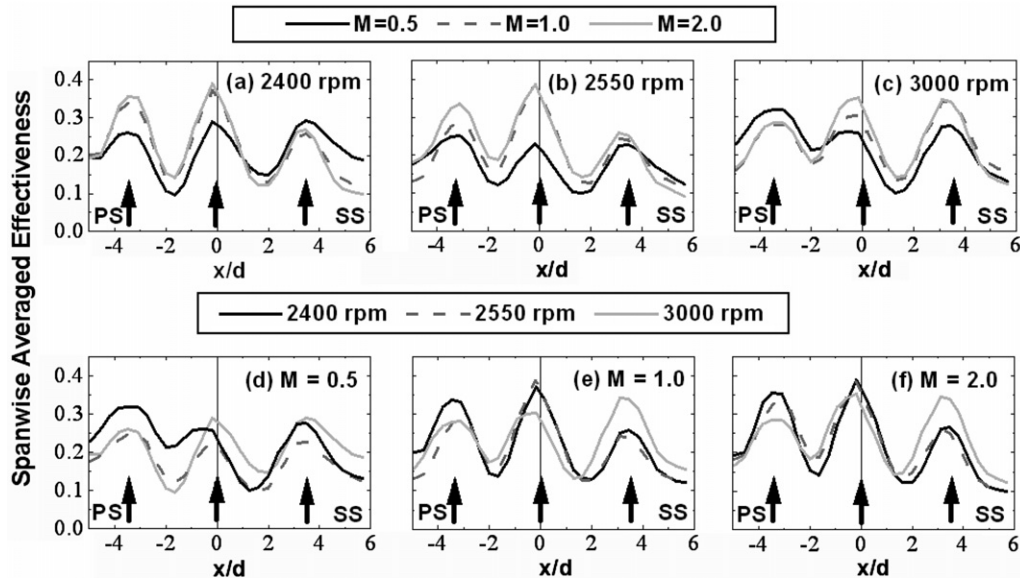 M=0.5 M=1.0 M=2.0
Spanwise Averaged Effectiveness
(a) 2400 rpm
0.4
0.3
0.2
0.1
0.0
PS SS
-4 -2 0 2 4 6
x/d
(b) 2550 rpm
PS SS
-4 -2 0 2 4 6
x/d
(c) 3000 rpm
PS SS
-4 -2 0 2 4 6
x/d
2400 rpm 2550 rpm 3000 rpm
(d) M = 0.5
0.4
0.3
0.2
0.1
0.0
PS SS
-4 -2 0 2 4 6
x/d
(e) M = 1.0
PS SS
-4 -2 0 2 4 6
x/d
(f) M = 2.0
PS SS
-4 -2 0 2 4 6
x/d